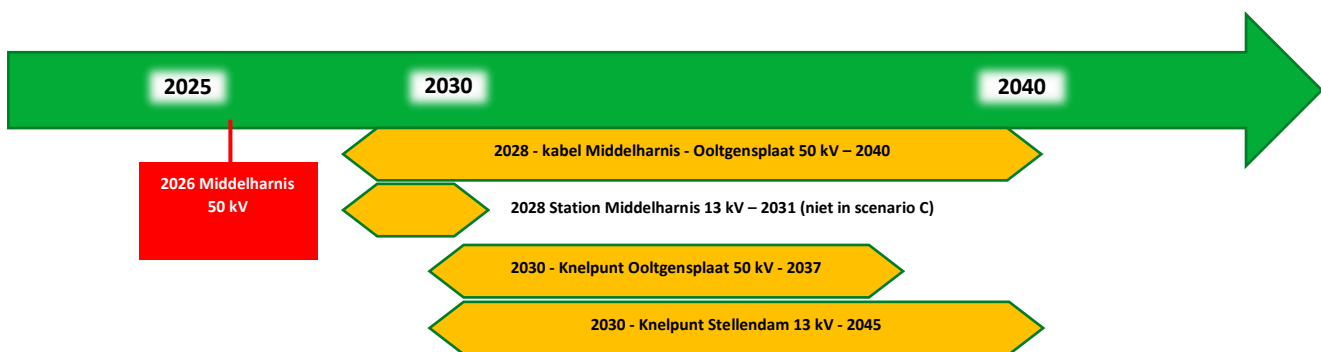 2025
2030
2040
2026 Middelharnis
50 kV
2028 - kabel Middelharnis - Ooltgensplaat 50 kV – 2040
2028 Station Middelharnis 13 kV – 2031 (niet in scenario C)
2030 - Knelpunt Ooltgensplaat 50 kV - 2037
2030 - Knelpunt Stellendam 13 kV - 2045